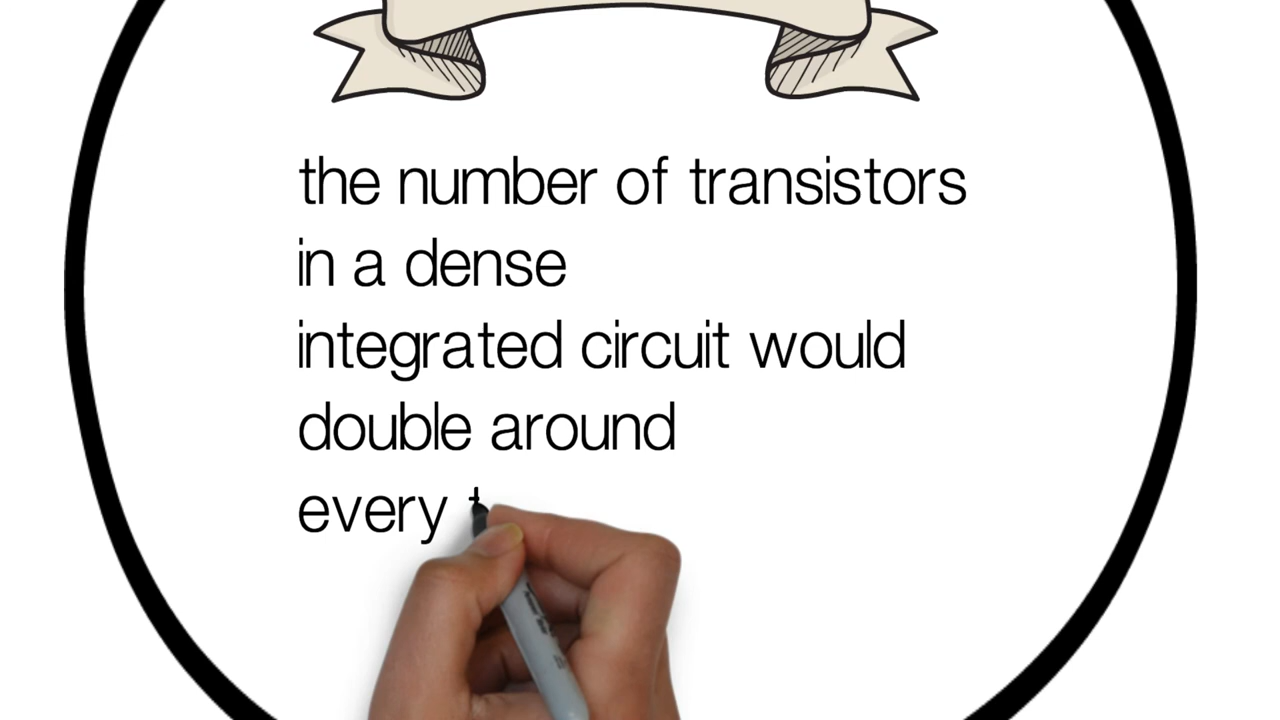 the number of transistors
in a dense
integrated circuit would
double around
every t